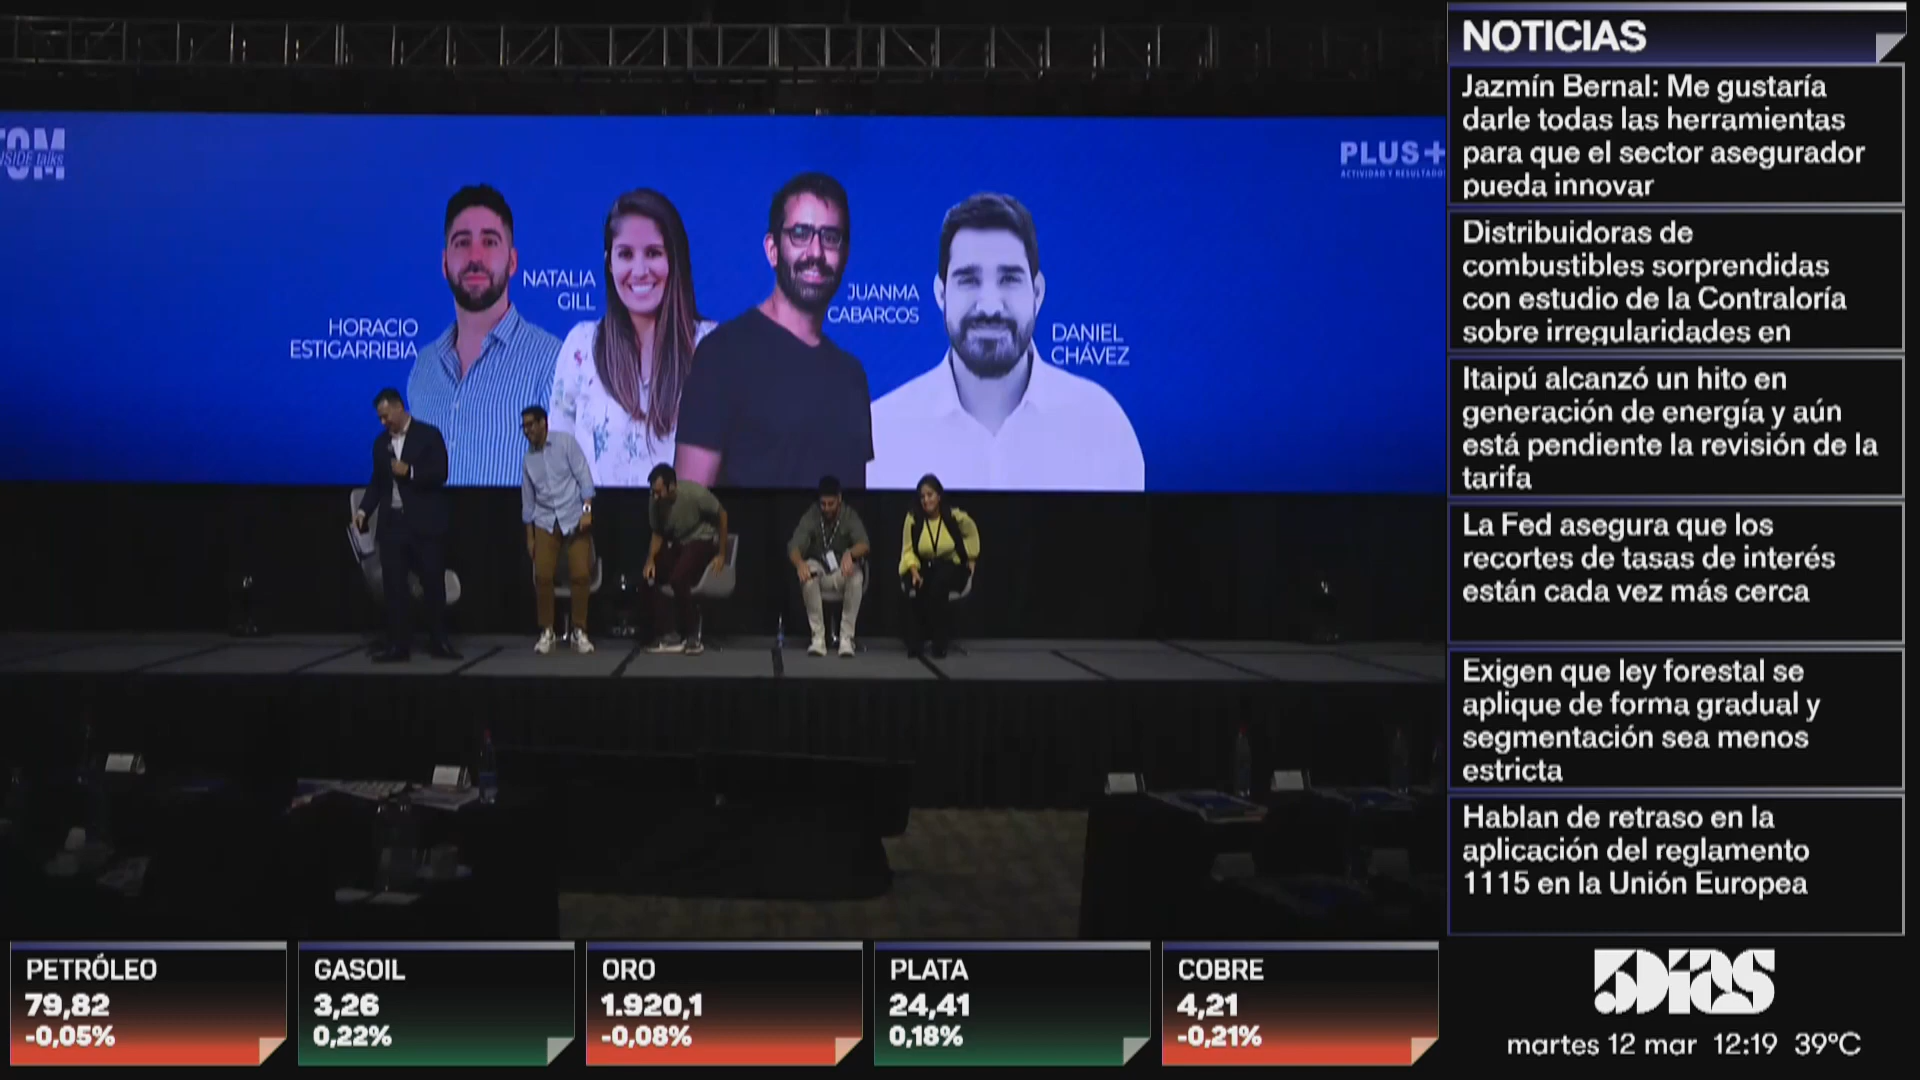 INSIDE talks
PLUS+
ACTIVIDAD Y RESULTADOS
HORACIO
ESTIGARRIBIA
NATALIA
GILL
JUANMA
CABARCOS
DANIEL
CHÁVEZ
NOTICIAS
Jazmín Bernal: Me gustaría
darle todas las herramientas
para que el sector asegurador
pueda innovar
Distribuidoras de
combustibles sorprendidas
con estudio de la Contraloría
sobre irregularidades en
Itaipú alcanzó un hito en
generación de energía y aún
está pendiente la revisión de la
tarifa
La Fed asegura que los
recortes de tasas de interés
están cada vez más cerca
Exigen que ley forestal se
aplique de forma gradual y
segmentación sea menos
estricta
Hablan de retraso en la
aplicación del reglamento
1115 en la Unión Europea
PETRÓLEO
79,82
-0,05%
GASOIL
3,26
0,22%
ORO
1.920,1
-0,08%
PLATA
24,41
0,18%
COBRE
4,21
-0,21%
5Días
martes 12 mar 12:19 39°C